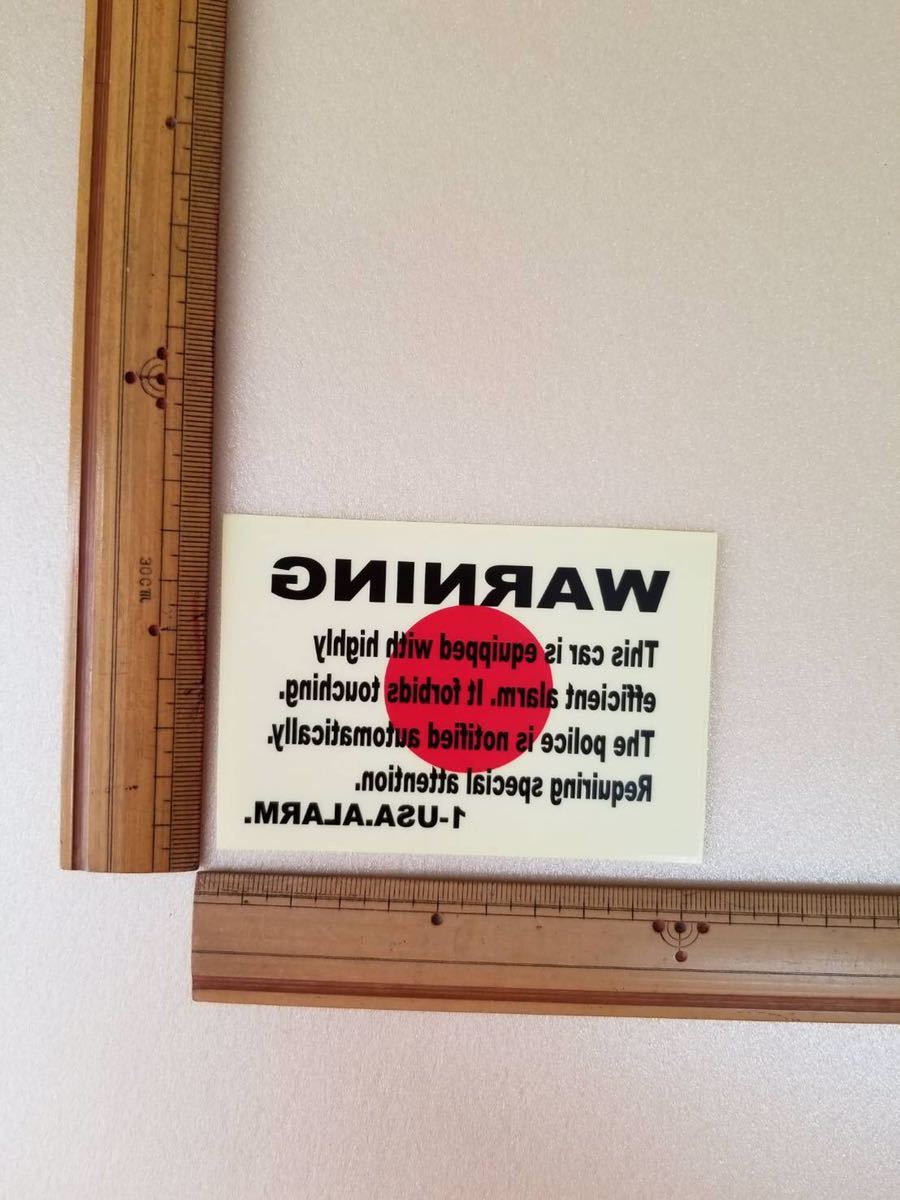 WARNING
This car is equipped with highly
efficient alarm. It forbids touching.
The police is notified automatically.
Requiring special attention.
1-USA.ALARM.
30CM